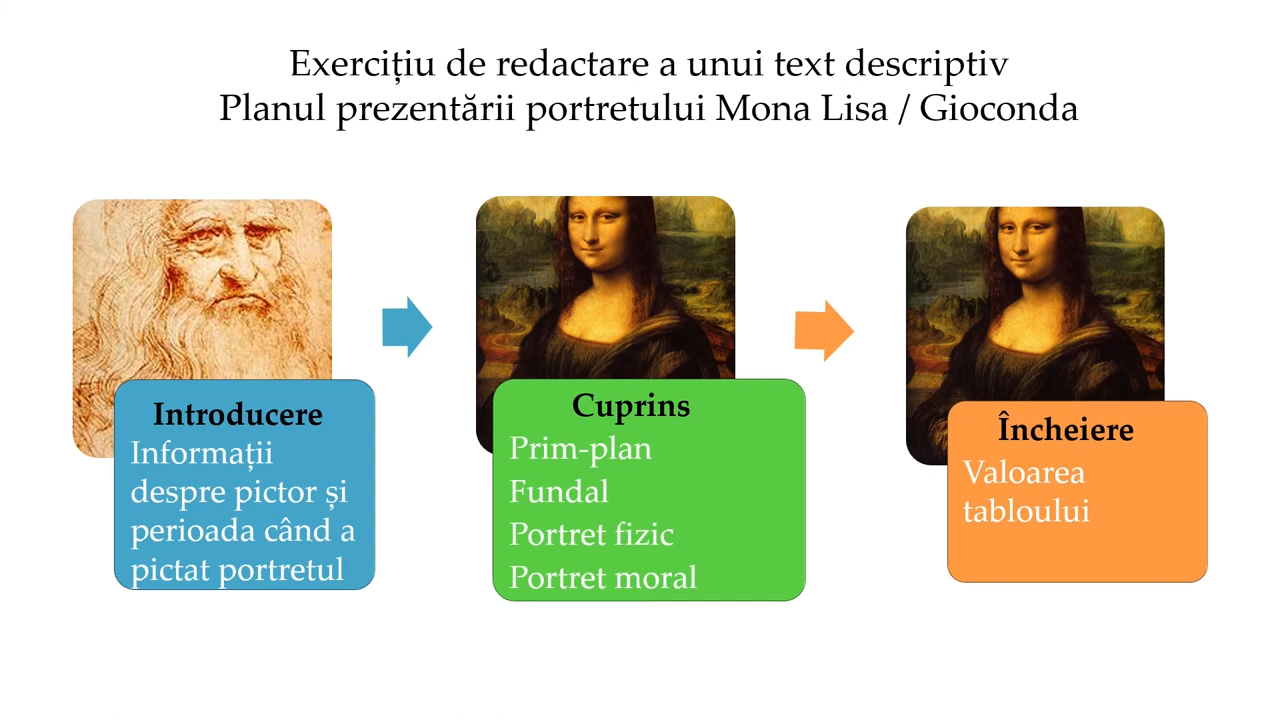 Exercițiu de redactare a unui text descriptiv
Planul prezentării portretului Mona Lisa / Gioconda
Introducere
Informații
despre pictor și
perioada când a
pictat portretul
Cuprins
Prim-plan
Fundal
Portret fizic
Portret moral
Încheiere
Valoarea
tabloului